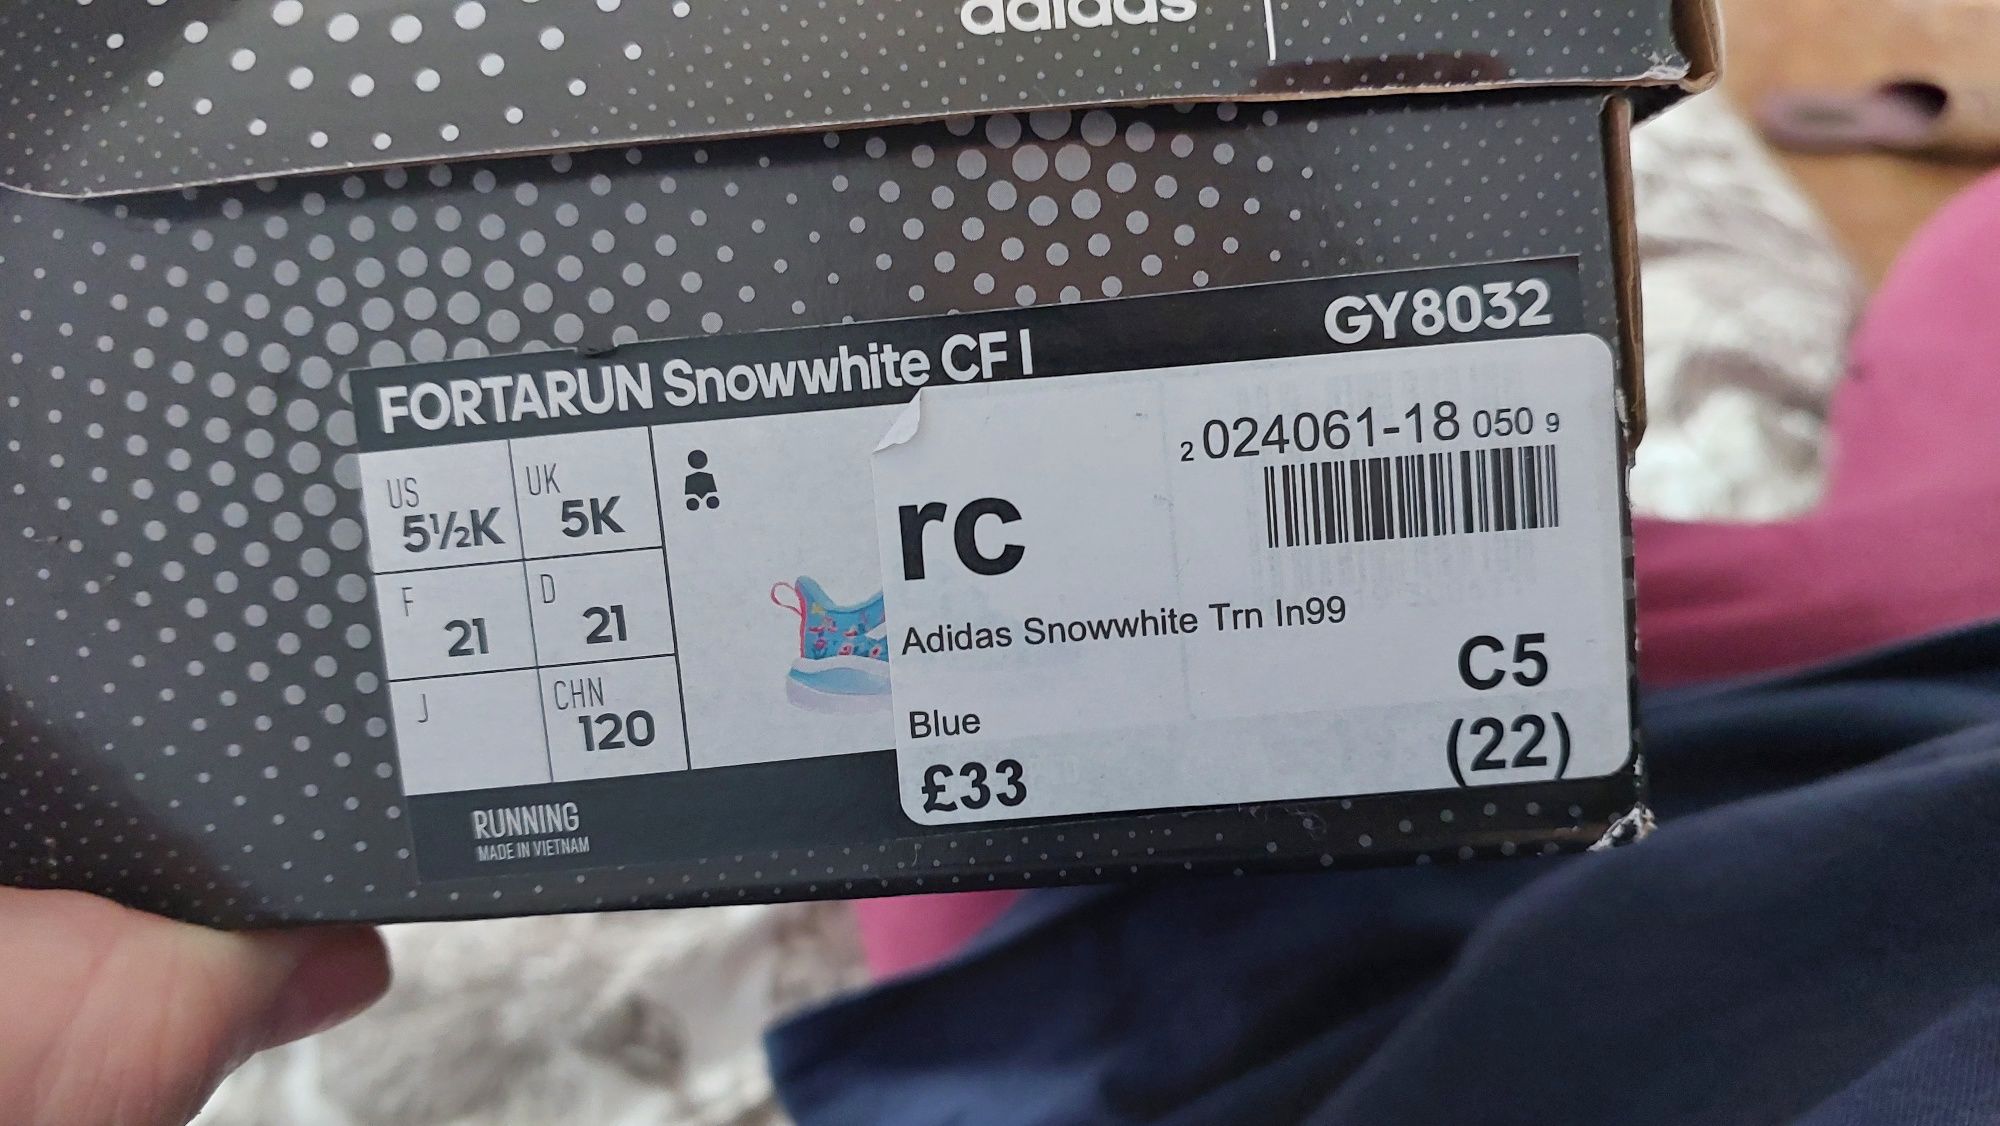 adidas
FORTARUN Snowwhite CF I
GY8032
US
5½K
UK
5K
F
21
D
21
J
CHN
120
RUNNING
MADE IN VIETNAM
2 024061-18 050 9
rc
Adidas Snowwhite Trn In99
C5
Blue
(22)
£33